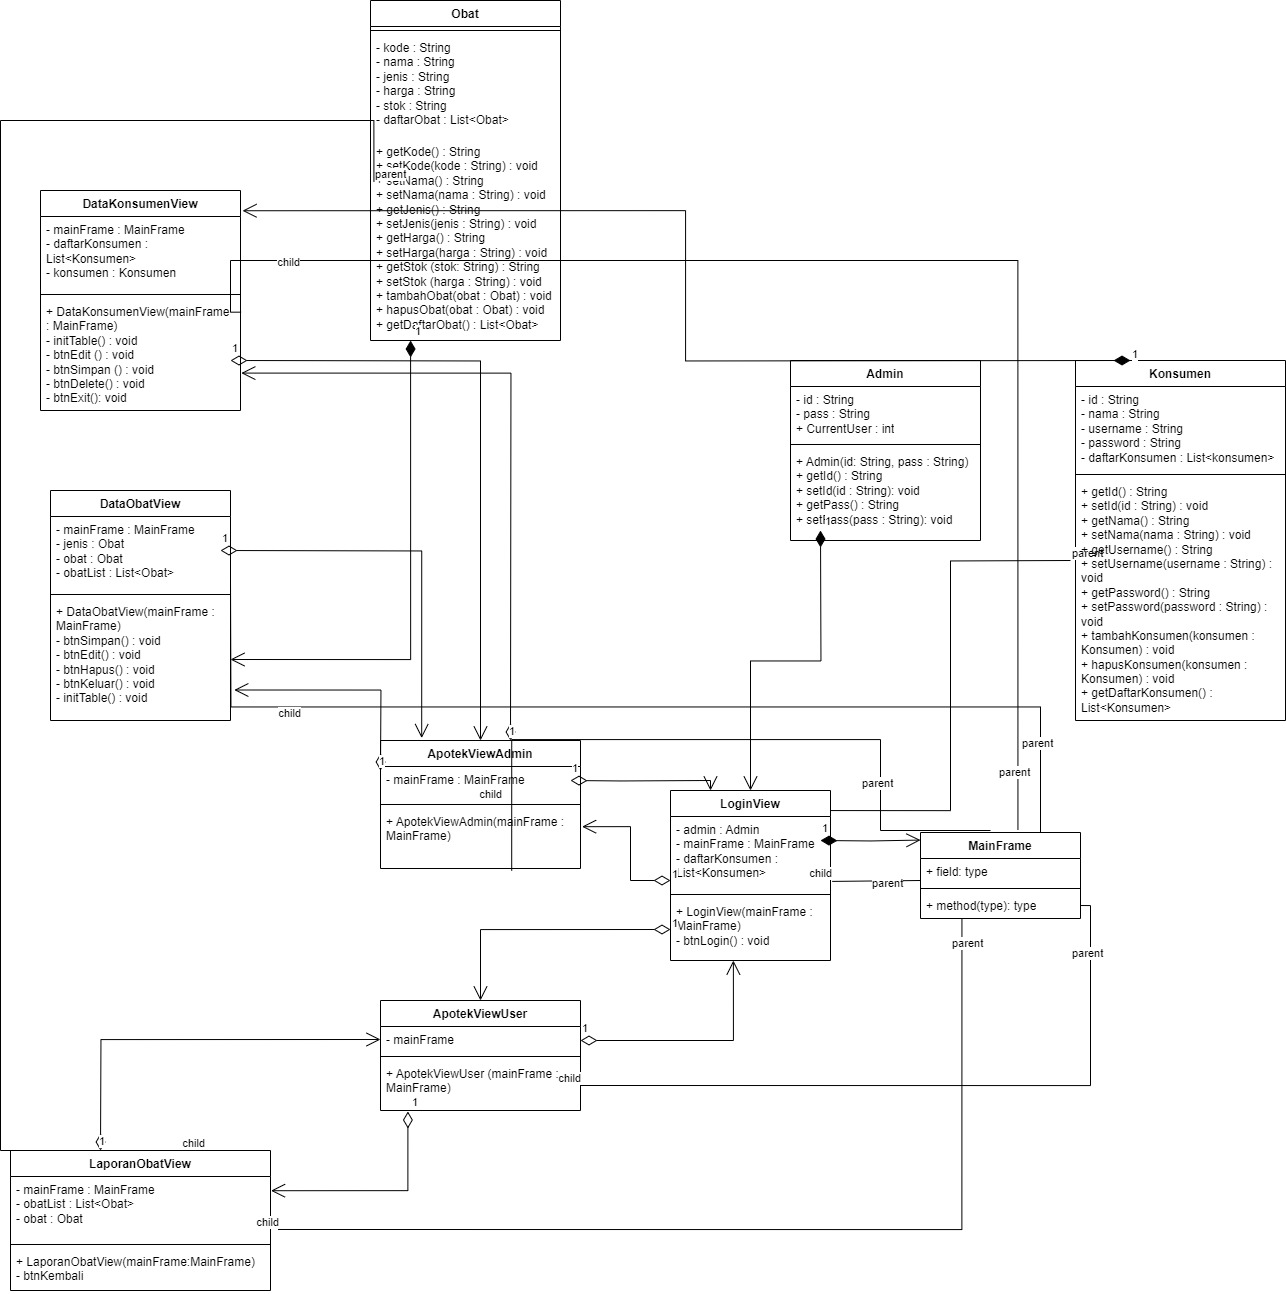 Obat
- kode : String
- nama : String
- jenis : String
- harga : String
- stok : String
- daftarObat : List<Obat>
+ getKode() : String
+ setKode(kode : String) : void
parent
+ setNama() : String
+ setNama(nama : String) : void
+ getJenis() : String
+ setJenis(jenis : String) : void
+ getHarga() : String
+ setHarga(harga : String) : void
+ getStok (stok: String) : String
+ setStok (harga : String) : void
+ tambahObat(obat : Obat) : void
+ hapusObat(obat : Obat) : void
+ getDaftarObat() : List<Obat>
1
DataKonsumenView
- mainFrame : MainFrame
- daftarKonsumen :
List<Konsumen>
- konsumen : Konsumen
child
+ DataKonsumenView(mainFrame
: MainFrame)
- initTable() : void
- btnEdit () : void
- btnSimpan () : void
- btnDelete() : void
- btnExit(): void
1
Admin
- id : String
- pass : String
+ CurrentUser : int
+ Admin(id: String, pass : String)
+ getId() : String
+ setId(id : String): void
+ getPass() : String
+ setPass(pass : String): void
1
1
Konsumen
- id : String
- nama : String
- username : String
- password : String
- daftarKonsumen : List<konsumen>
+ getId() : String
+ setId(id : String) : void
+ getNama() : String
+ setNama(nama : String) : void
+ getUsername() : String
parent
+ setUsername(username : String) :
void
+ getPassword() : String
+ setPassword(password : String) :
void
+ tambahKonsumen(konsumen :
Konsumen) : void
+ hapusKonsumen(konsumen :
Konsumen) : void
+ getDaftarKonsumen() :
List<Konsumen>
DataObatView
- mainFrame : MainFrame
- jenis : Obat
- obat : Obat
- obatList : List<Obat>
1
+ DataObatView(mainFrame :
MainFrame)
- btnSimpan() : void
- btnEdit() : void
- btnHapus() : void
- btnKeluar() : void
- initTable() : void
child
1
1
ApotekViewAdmin
- mainFrame : MainFrame
1
child
+ ApotekViewAdmin(mainFrame :
MainFrame)
parent
parent
parent
LoginView
- admin : Admin
- mainFrame : MainFrame
- daftarKonsumen :
List<Konsumen>
1
1
child
+ LoginView(mainFrame :
MainFrame)
- btnLogin() : void
1
parent
MainFrame
+ field: type
+ method(type): type
parent
parent
ApotekViewUser
- mainFrame
1
+ ApotekViewUser (mainFrame :
MainFrame)
child
1
1
child
LaporanObatView
- mainFrame : MainFrame
- obatList : List<Obat>
- obat : Obat
child
+ LaporanObatView(mainFrame:MainFrame)
- btnKembali